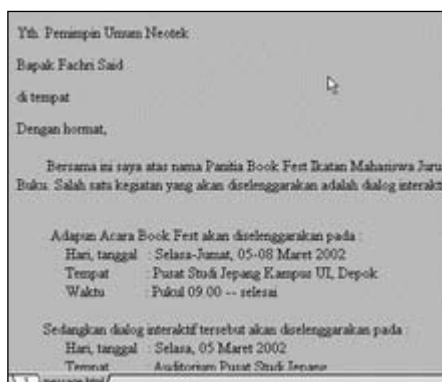 Yth. Pemimpin Umum Neotek
Bapak Fachri Said
di tempat
Dengan hormat,
Bersama ini saya atas nama Panitia Book Fest Ikatan Mahasiswa Juru
Buku. Salah satu kegiatan yang akan diselenggarakan adalah dialog interakt
Adapun Acara Book Fest akan diselenggarakan pada :
Hari, tanggal : Selasa-Jumat, 05-08 Maret 2002
Tempat : Pusat Studi Jepang Kampus UI, Depok
Waktu : Pukul 09.00 -- selesai
Sedangkan dialog interaktif tersebut akan diselenggarakan pada :
Hari, tanggal : Selasa, 05 Maret 2002
Tempat : Auditorium Pusat Studi Jepang
1 message.html